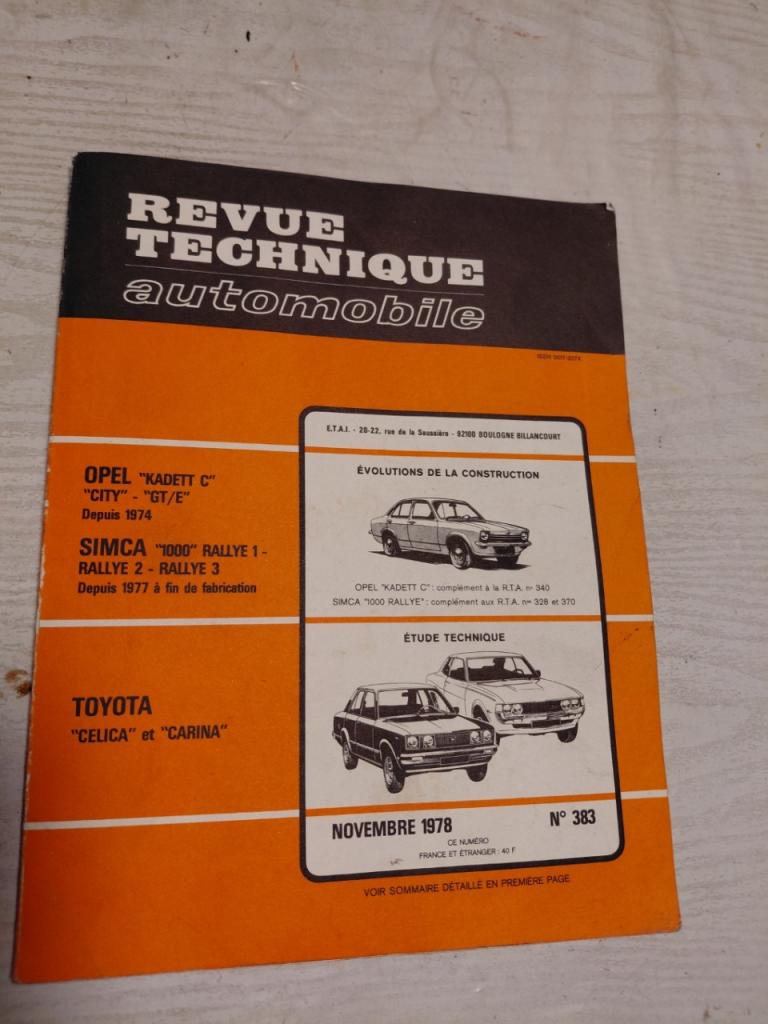 REVUE
TECHNIQUE
automobile
E.T.A.I. - 20-22, rue de la Saussière - 92100 BOULOGNE BILLANCOURT
OPEL "KADETT C"
"CITY" - "GT/E"
Depuis 1974
SIMCA "1000" RALLYE 1 -
RALLYE 2 - RALLYE 3
Depuis 1977 à fin de fabrication
ÉVOLUTIONS DE LA CONSTRUCTION
OPEL "KADETT C" : complément à la R.T.A. nº 340
SIMCA "1000 RALLYE" : complément aux R.T.A. nos 328 et 370
TOYOTA
"CELICA" et "CARINA"
ÉTUDE TECHNIQUE
NOVEMBRE 1978 N° 383
CE NUMÉRO
FRANCE ET ÉTRANGER : 40 F
VOIR SOMMAIRE DÉTAILLÉ EN PREMIÈRE PAGE